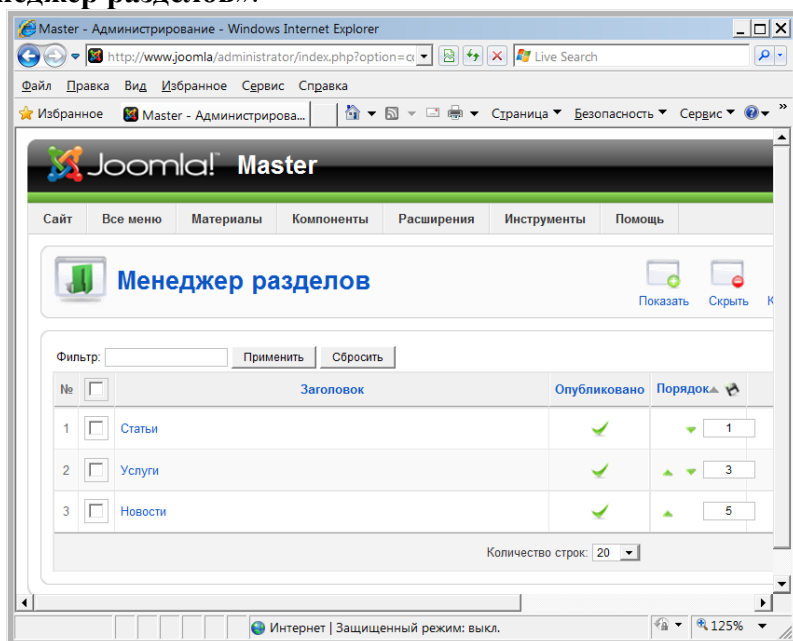 еджер разделов».
Master - Администрирование - Windows Internet Explorer
http://www.joomla/administrator/index.php?option=co
Live Search
Файл Правка Вид Избранное Сервис Справка
Избранное Master - Администрирова... Страница Безопасность Сервис »
Joomla! Master
Сайт Все меню Материалы Компоненты Расширения Инструменты Помощь
Менеджер разделов
Показать Скрыть К
Фильтр: Применить Сбросить
№ Заголовок Опубликовано Порядок
1 Статьи 1
2 Услуги 3
3 Новости 5
Количество строк: 20
Интернет | Защищенный режим: выкл. 125%